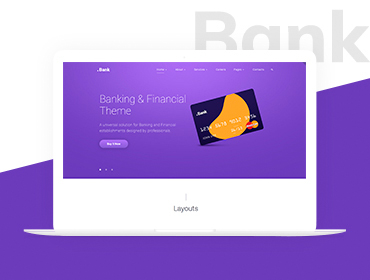 Bank
.Bank
Home About Services Careers Pages Contacts
Banking & Financial
Theme
A universal solution for Banking and Financial
establishments designed by professionals.
Buy It Now
.Bank
Layouts